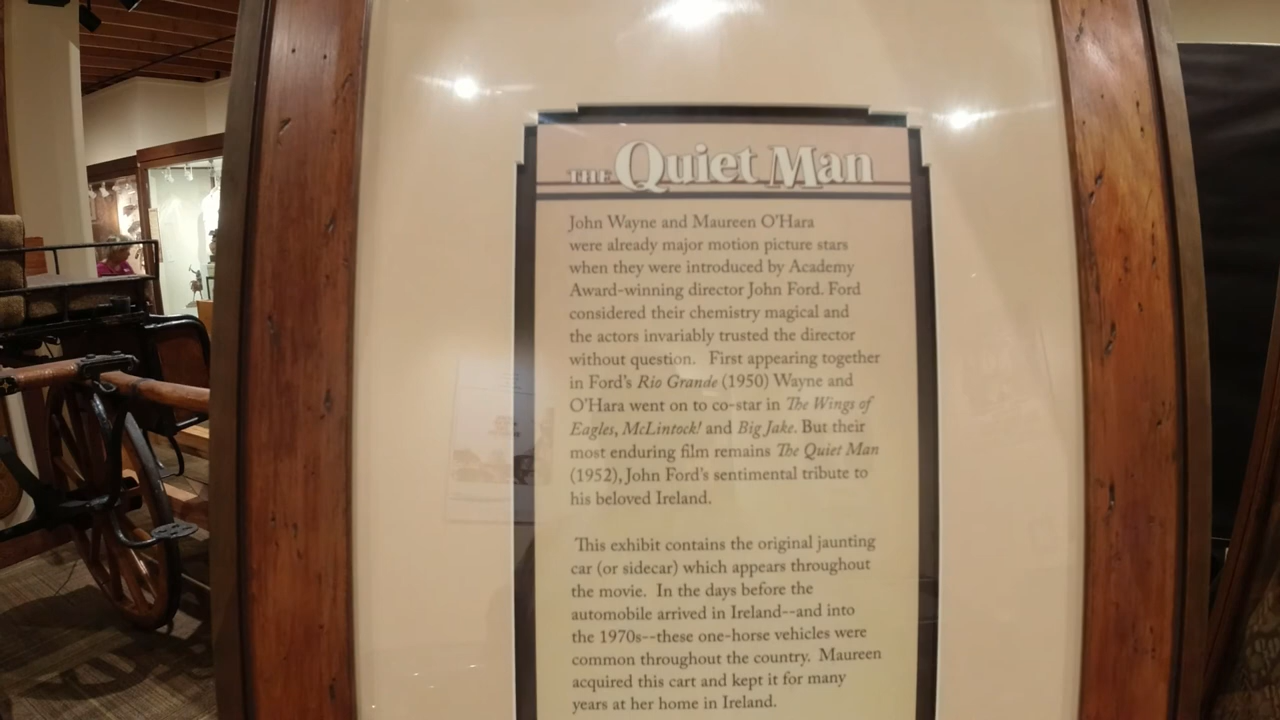 THE Quiet Man
John Wayne and Maureen O'Hara
were already major motion picture stars
when they were introduced by Academy
Award-winning director John Ford. Ford
considered their chemistry magical and
the actors invariably trusted the director
without question. First appearing together
in Ford's Rio Grande (1950) Wayne and
O'Hara went on to co-star in The Wings of
Eagles, McLintock! and Big Jake. But their
most enduring film remains The Quiet Man
(1952), John Ford's sentimental tribute to
his beloved Ireland.
This exhibit contains the original jaunting
car (or sidecar) which appears throughout
the movie. In the days before the
automobile arrived in Ireland--and into
the 1970s--these one-horse vehicles were
common throughout the country. Maureen
acquired this cart and kept it for many
years at her home in Ireland.